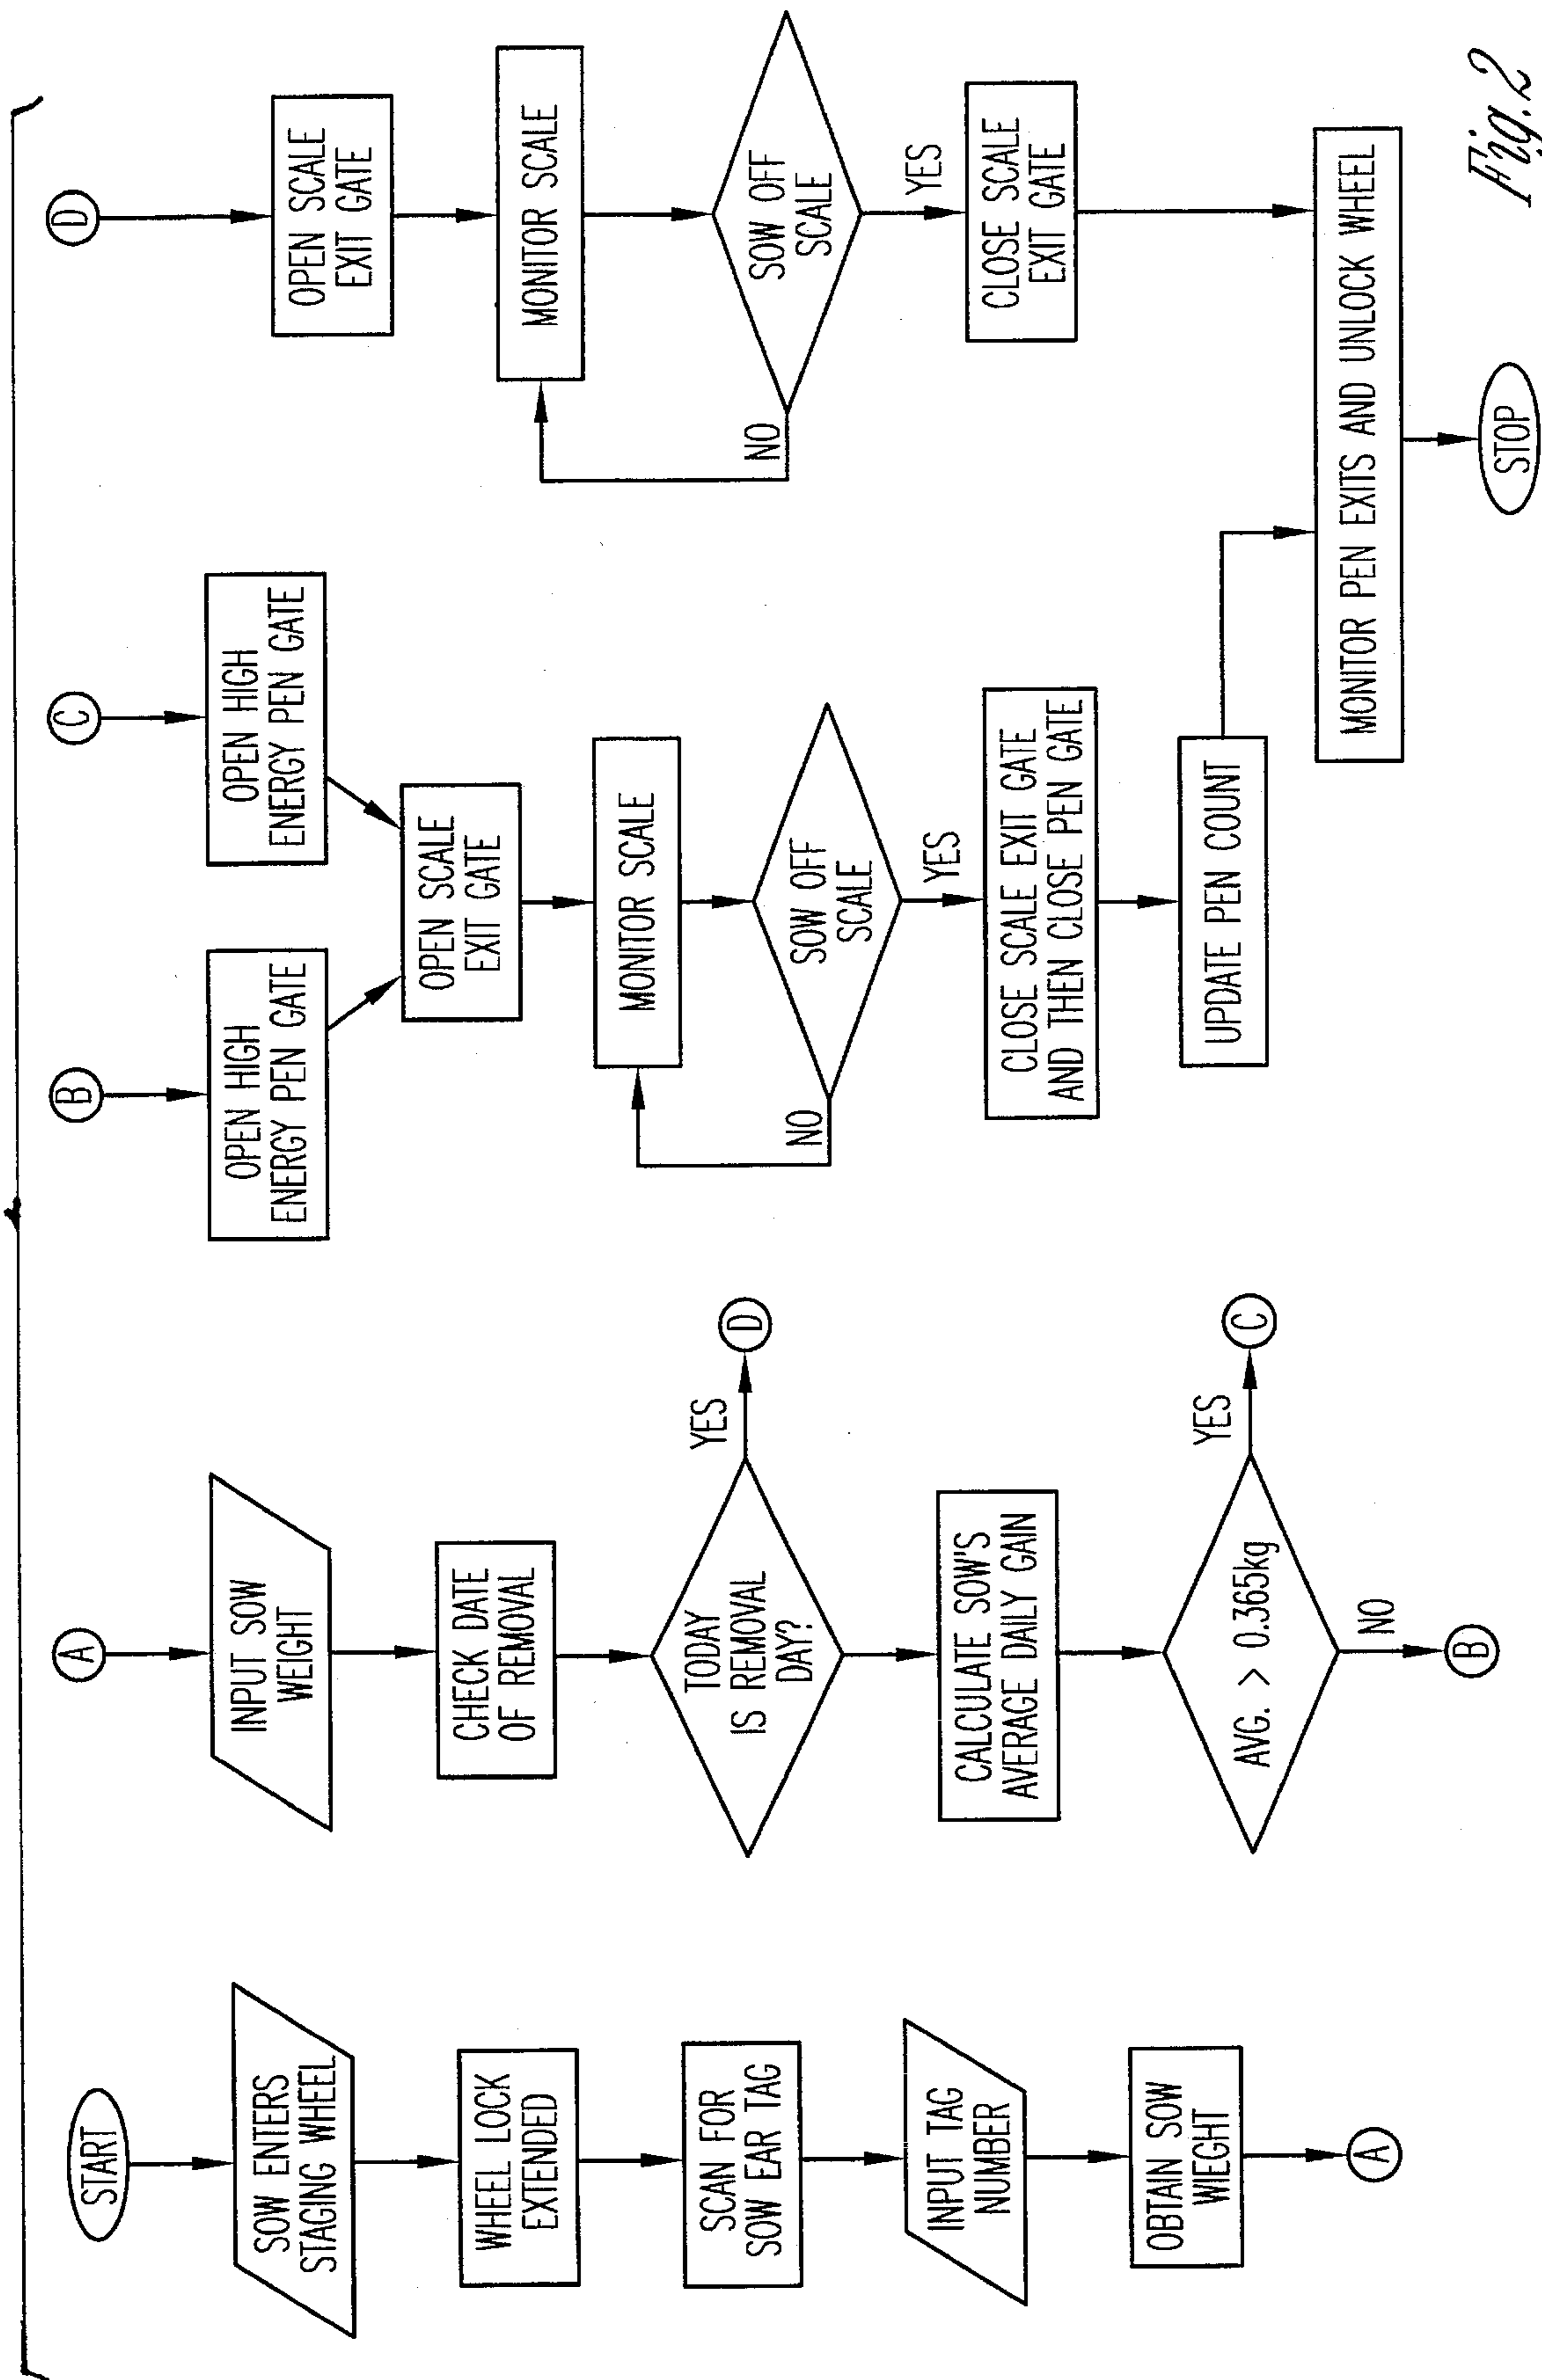 START
SOW ENTERS
STAGING WHEEL
WHEEL LOCK
EXTENDED
SCAN FOR
SOW EAR TAG
INPUT TAG
NUMBER
OBTAIN SOW
WIEGHT
A
A
INPUT SOW
WEIGHT
CHECK DATE
OF REMOVAL
TODAY
IS REMOVAL
DAY?
YES
D
CALCULATE SOW'S
AVERAGE DAILY GAIN
AVG. > 0.365kg
YES
C
NO
B
B
OPEN HIGH
ENERGY PEN GATE
C
OPEN HIGH
ENERGY PEN GATE
OPEN SCALE
EXIT GATE
MONITOR SCALE
SOW OFF
SCALE
NO
YES
CLOSE SCALE EXIT GATE
AND THEN CLOSE PEN GATE
UPDATE PEN COUNT
D
OPEN SCALE
EXIT GATE
MONITOR SCALE
SOW OFF
SCALE
NO
YES
CLOSE SCALE
EXIT GATE
MONITOR PEN EXITS AND UNLOCK WHEEL
STOP
Fig. 2